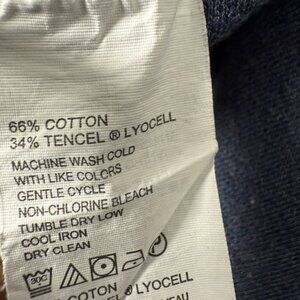 66% COTTON
34% TENCEL ® LYOCELL
MACHINE WASH COLD
WITH LIKE COLORS
GENTLE CYCLE
NON-CHLORINE BLEACH
TUMBLE DRY LOW
COOL IRON
DRY CLEAN
COTON
® LYOCELL